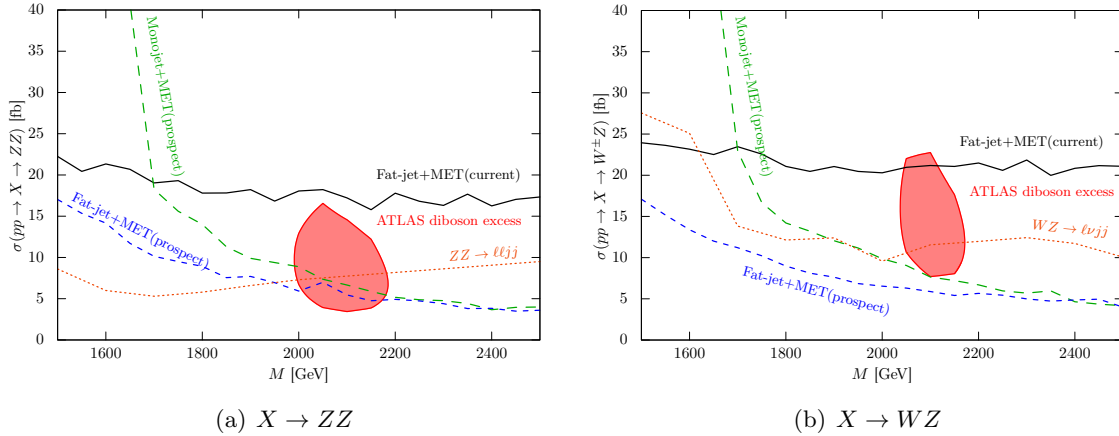 0
5
10
15
20
25
30
35
40
1600
1800
2000
2200
2400
σ(pp → X → ZZ) [fb]
M [GeV]
Monojet+MET(prospect)
Fat-jet+MET(current)
Fat-jet+MET(prospect)
ATLAS diboson excess
ZZ → ℓℓjj
(a) X → ZZ
0
5
10
15
20
25
30
35
40
1600
1800
2000
2200
2400
σ(pp → X → W±Z) [fb]
M [GeV]
Monojet+MET(prospect)
Fat-jet+MET(current)
ATLAS diboson excess
WZ → ℓνjj
Fat-jet+MET(prospect)
(b) X → WZ